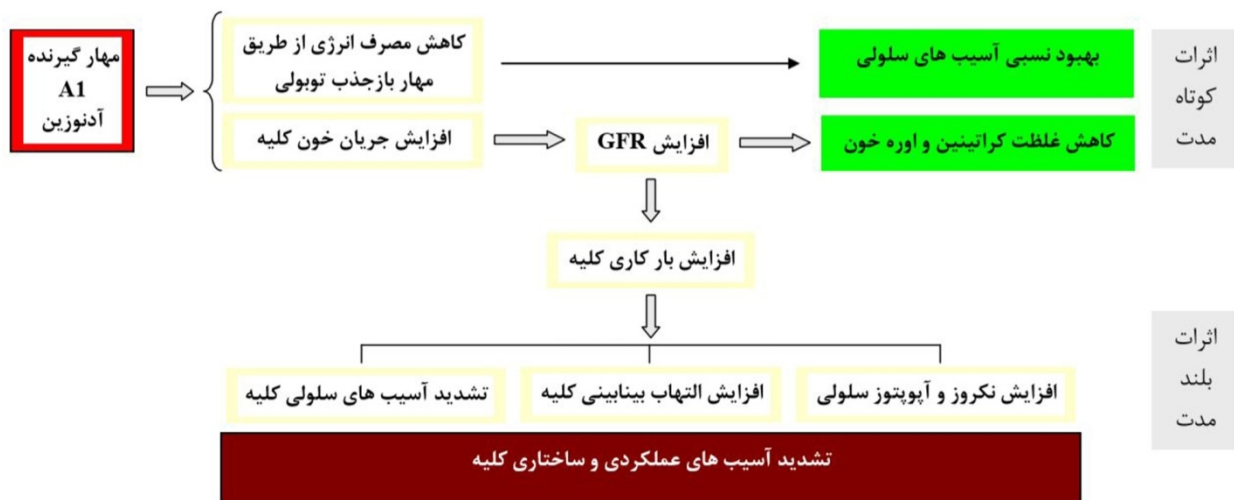 مهار گیرنده
A1
آدنوزین
کاهش مصرف انرژی از طریق
مهار بازجذب توبولی
افزایش جریان خون کلیه
افزایش GFR
بهبود نسبی آسیب های سلولی
کاهش غلظت کراتینین و اوره خون
اثرات
کوتاه
مدت
افزایش بار کاری کلیه
تشدید آسیب های سلولی کلیه
افزایش التهاب بینابینی کلیه
افزایش نکروز و آپوپتوز سلولی
تشدید آسیب های عملکردی و ساختاری کلیه
اثرات
بلند
مدت